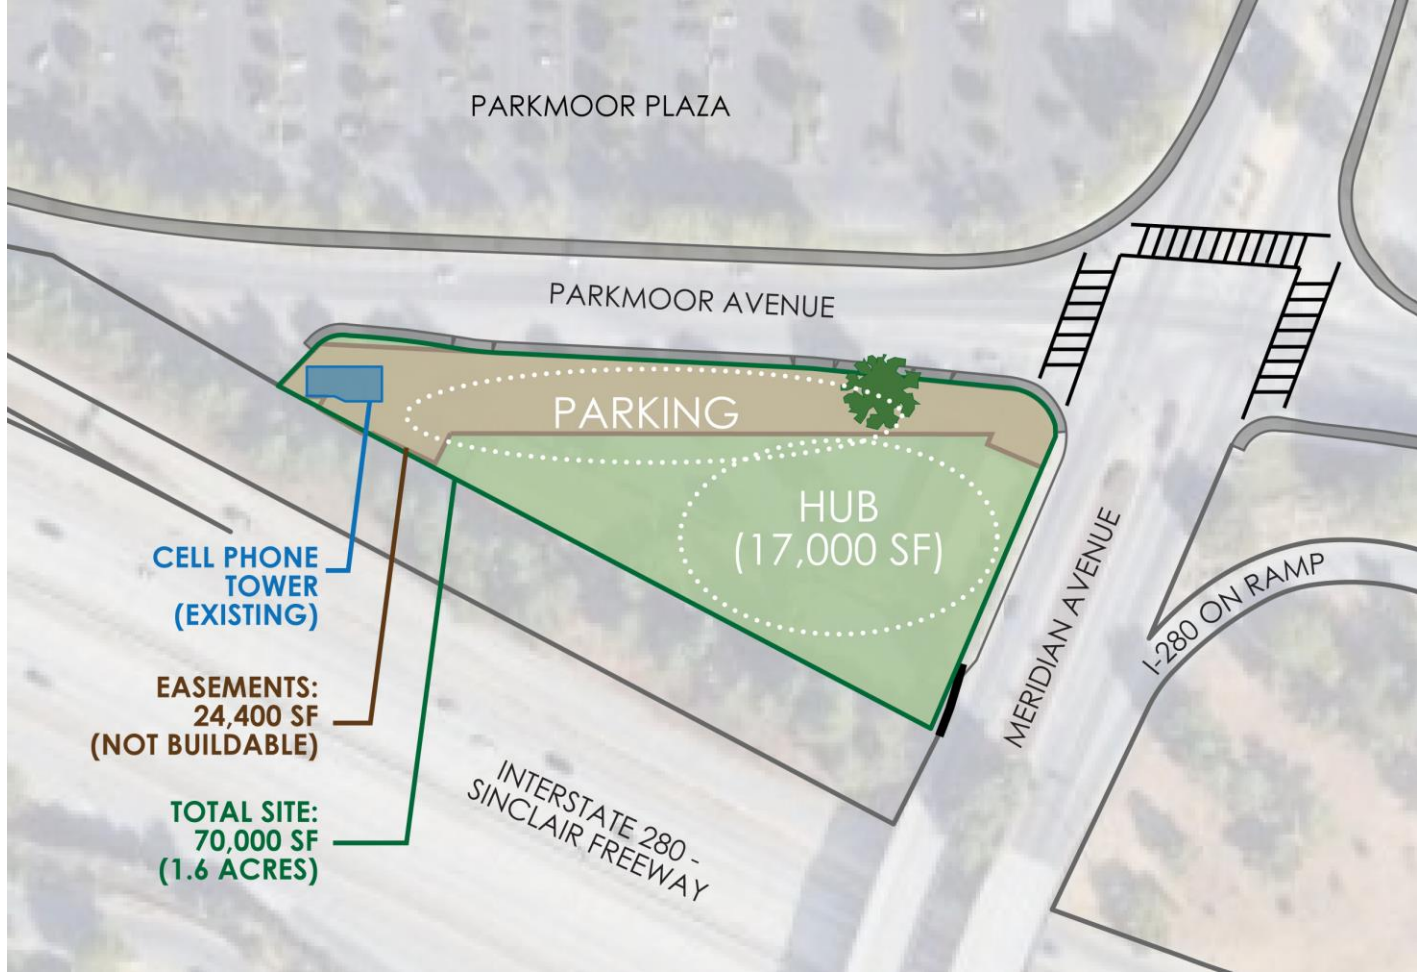 PARKMOOR PLAZA
PARKMOOR AVENUE
PARKING
HUB
(17,000 SF)
CELL PHONE
TOWER
(EXISTING)
EASEMENTS:
24,400 SF
(NOT BUILDABLE)
TOTAL SITE:
70,000 SF
(1.6 ACRES)
INTERSTATE 280 -
SINCLAIR FREEWAY
MERIDIAN AVENUE
I-280 ON RAMP